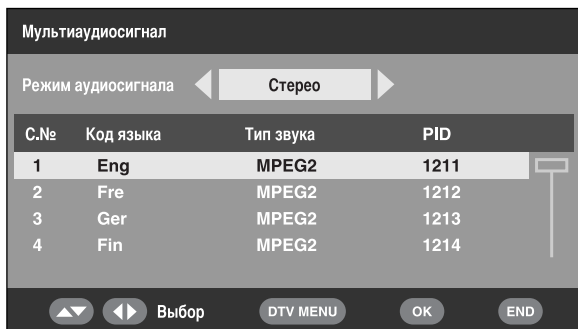 Мультиаудиосигнал
Режим аудиосигнала Стерео
С.№ Код языка Тип звука PID
1 Eng MPEG2 1211
2 Fre MPEG2 1212
3 Ger MPEG2 1213
4 Fin MPEG2 1214
Выбор DTV MENU OK END